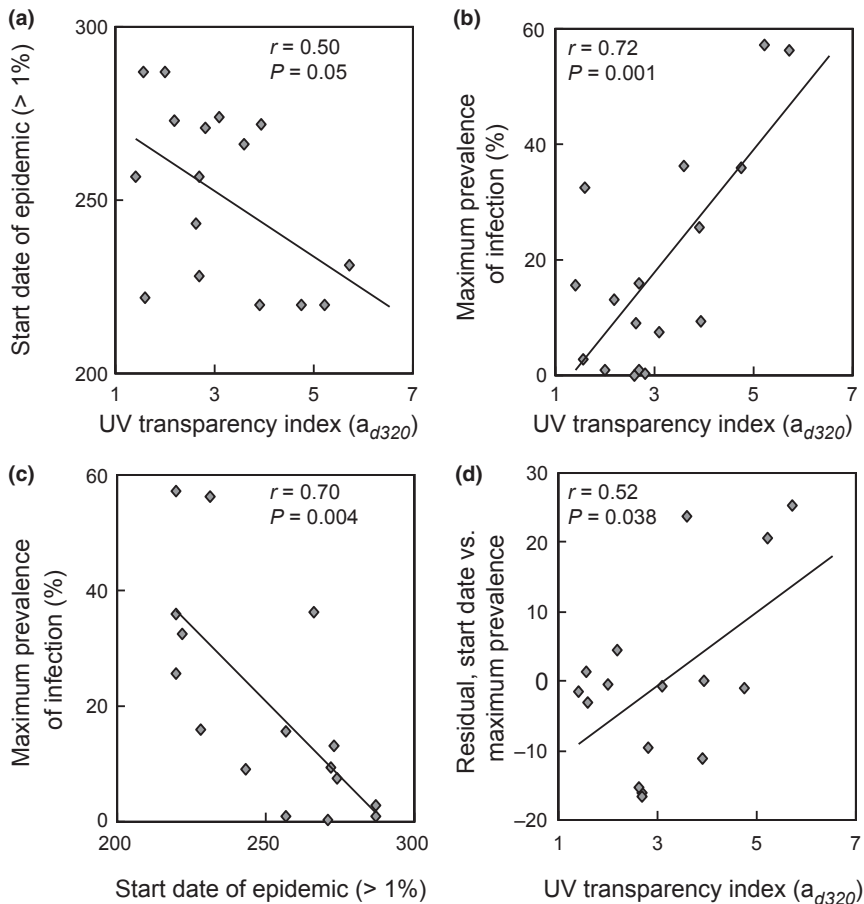 (a)
300
250
200
r = 0.50
P = 0.05
Start date of epidemic (> 1%)
1 3 5 7
UV transparency index (a_d320)
(b)
60
40
20
0
r = 0.72
P = 0.001
Maximum prevalence
of infection (%)
1 3 5 7
UV transparency index (a_d320)
(c)
60
40
20
0
r = 0.70
P = 0.004
Maximum prevalence
of infection (%)
200 250 300
Start date of epidemic (> 1%)
(d)
30
20
10
0
–10
–20
r = 0.52
P = 0.038
Residual, start date vs.
maximum prevalence
1 3 5 7
UV transparency index (a_d320)